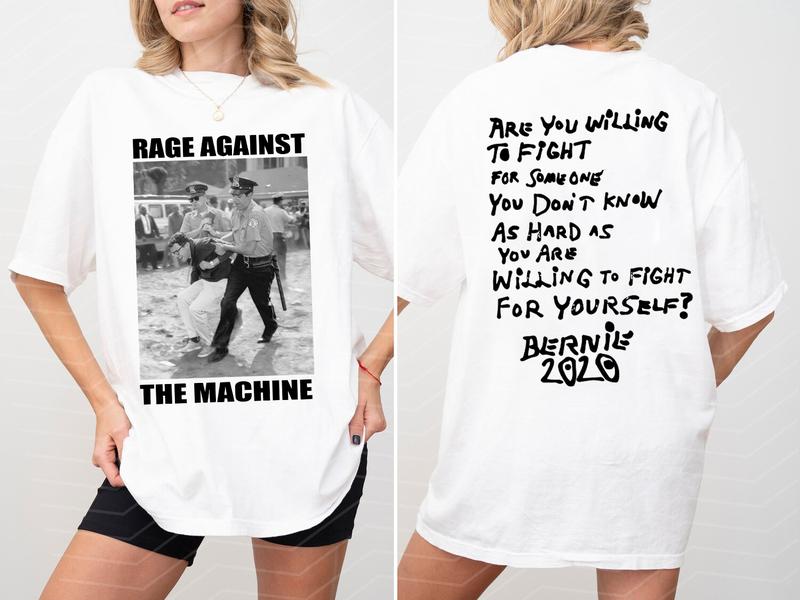 RAGE AGAINST
THE MACHINE
ARE YOU WILLING
TO FIGHT
FOR SOMEONE
YOU DON'T KNOW
AS HARD AS
YOU ARE
WILLING TO FIGHT
FOR YOURSELF?
BERNIE
2020